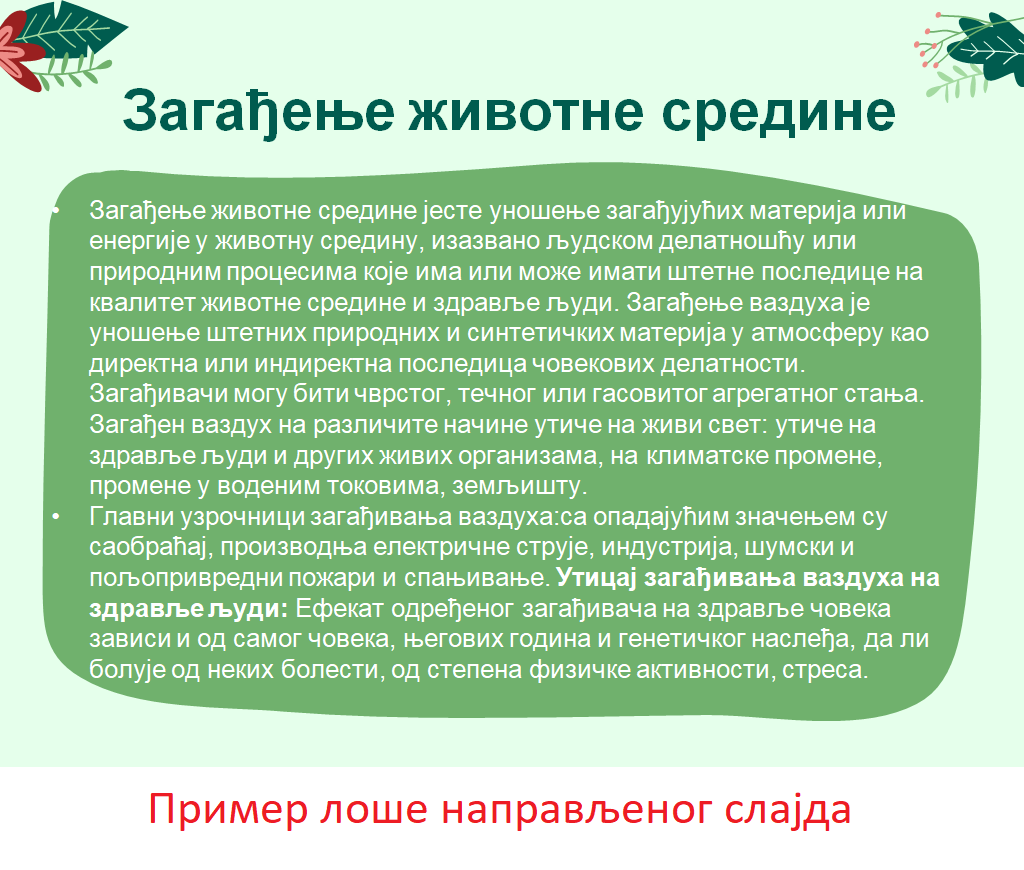 Загађење животне средине
• Загађење животне средине јесте уношење загађујућих материја или
енергије у животну средину, изазвано људском делатношћу или
природним процесима које има или може имати штетне последице на
квалитет животне средине и здравље људи. Загађење ваздуха је
уношење штетних природних и синтетичких материја у атмосферу као
директна или индиректна последица човекових делатности.
Загађивачи могу бити чврстог, течног или гасовитог агрегатног стања.
Загађен ваздух на различите начине утиче на живи свет: утиче на
здравље људи и других живих организама, на климатске промене,
промене у воденим токовима, земљишту.
• Главни узрочници загађивања ваздуха:са опадајућим значењем су
саобраћај, производња електричне струје, индустрија, шумски и
пољопривредни пожари и спањивање. Утицај загађивања ваздуха на
здравље људи: Ефекат одређеног загађивача на здравље човека
зависи и од самог човека, његових година и генетичког наслеђа, да ли
болује од неких болести, од степена физичке активности, стреса.
Пример лоше направљеног слајда